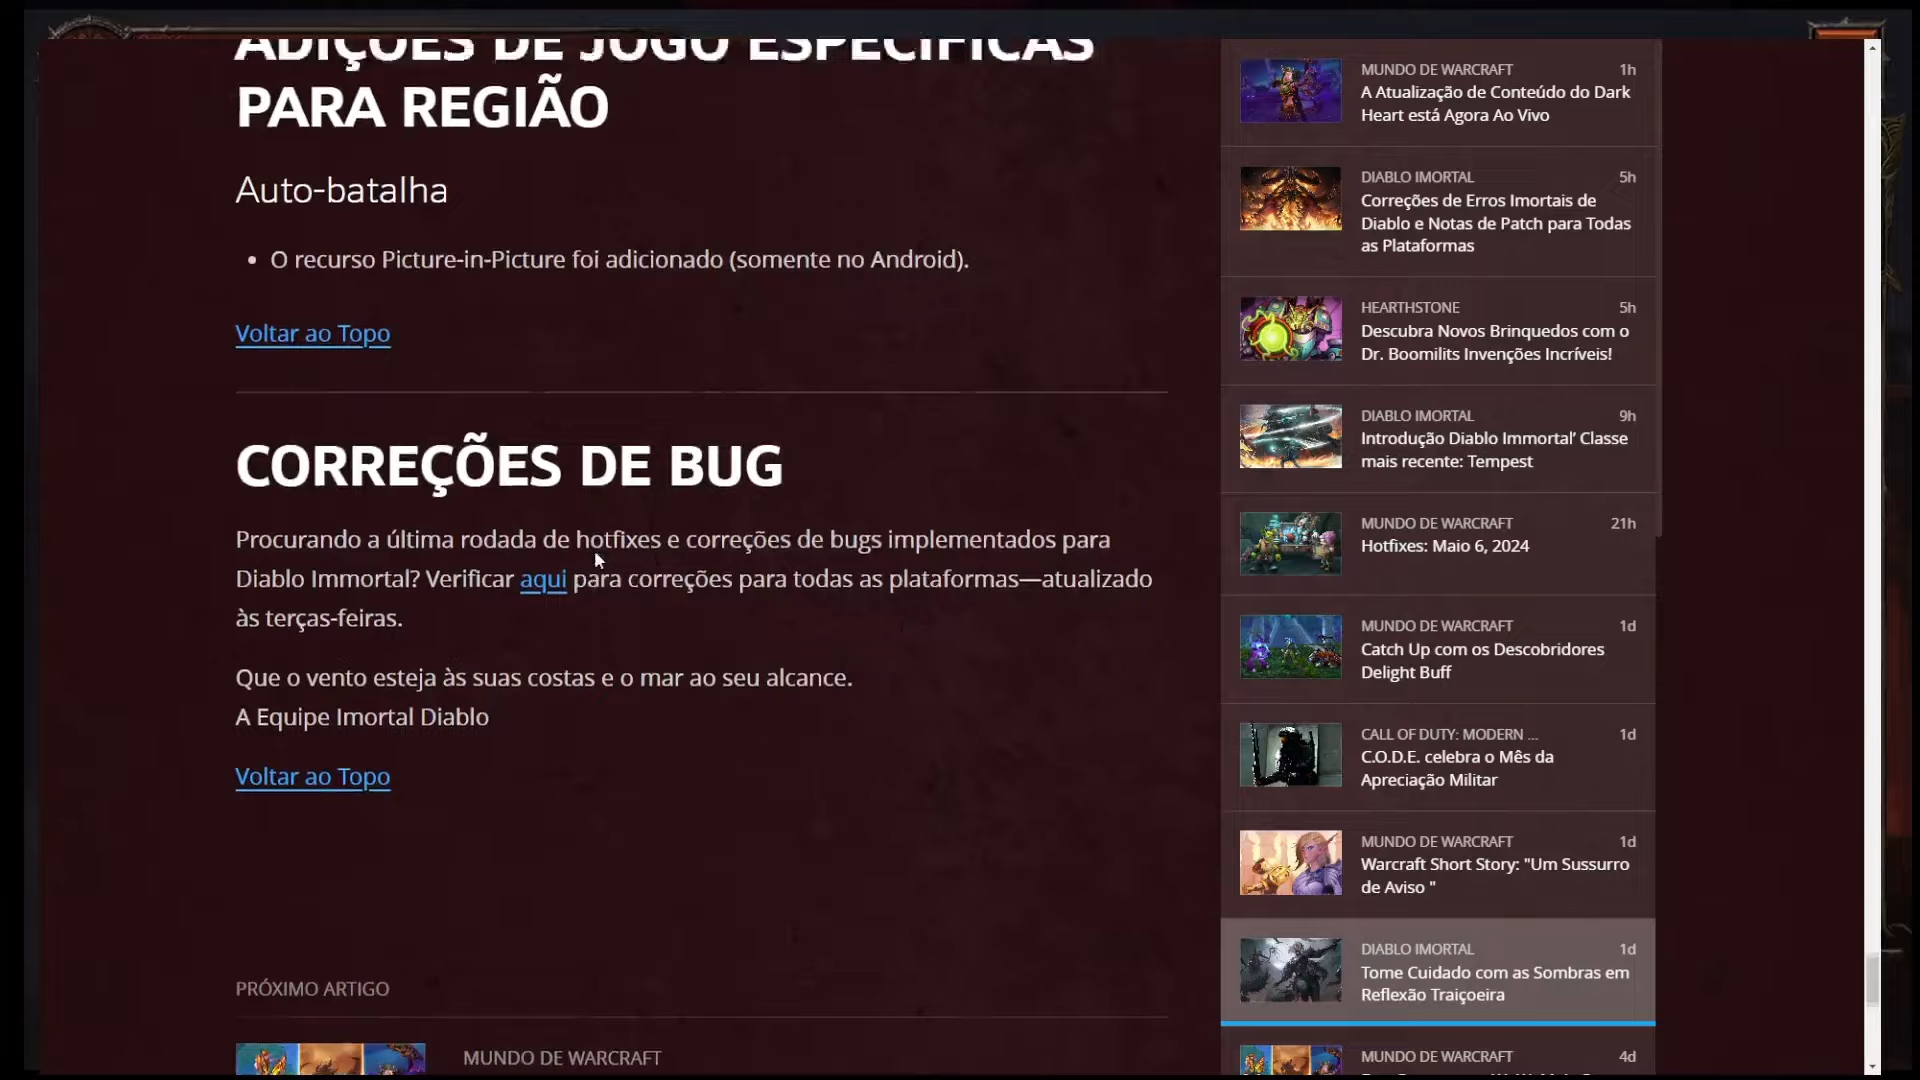 ADIÇÕES DE JOGO ESPECÍFICAS
PARA REGIÃO
Auto-batalha
• O recurso Picture-in-Picture foi adicionado (somente no Android).
Voltar ao Topo
CORREÇÕES DE BUG
Procurando a última rodada de hotfixes e correções de bugs implementados para
Diablo Immortal? Verificar aqui para correções para todas as plataformas—atualizado
às terças-feiras.
Que o vento esteja às suas costas e o mar ao seu alcance.
A Equipe Imortal Diablo
Voltar ao Topo
PRÓXIMO ARTIGO
MUNDO DE WARCRAFT
MUNDO DE WARCRAFT 1h
A Atualização de Conteúdo do Dark
Heart está Agora Ao Vivo
DIABLO IMORTAL 5h
Correções de Erros Imortais de
Diablo e Notas de Patch para Todas
as Plataformas
HEARTHSTONE 5h
Descubra Novos Brinquedos com o
Dr. Boomilits Invenções Incríveis!
DIABLO IMORTAL 9h
Introdução Diablo Immortal’ Classe
mais recente: Tempest
MUNDO DE WARCRAFT 21h
Hotfixes: Maio 6, 2024
MUNDO DE WARCRAFT 1d
Catch Up com os Descobridores
Delight Buff
CALL OF DUTY: MODERN ... 1d
C.O.D.E. celebra o Mês da
Apreciação Militar
MUNDO DE WARCRAFT 1d
Warcraft Short Story: "Um Sussurro
de Aviso "
DIABLO IMORTAL 1d
Tome Cuidado com as Sombras em
Reflexão Traiçoeira
MUNDO DE WARCRAFT 4d